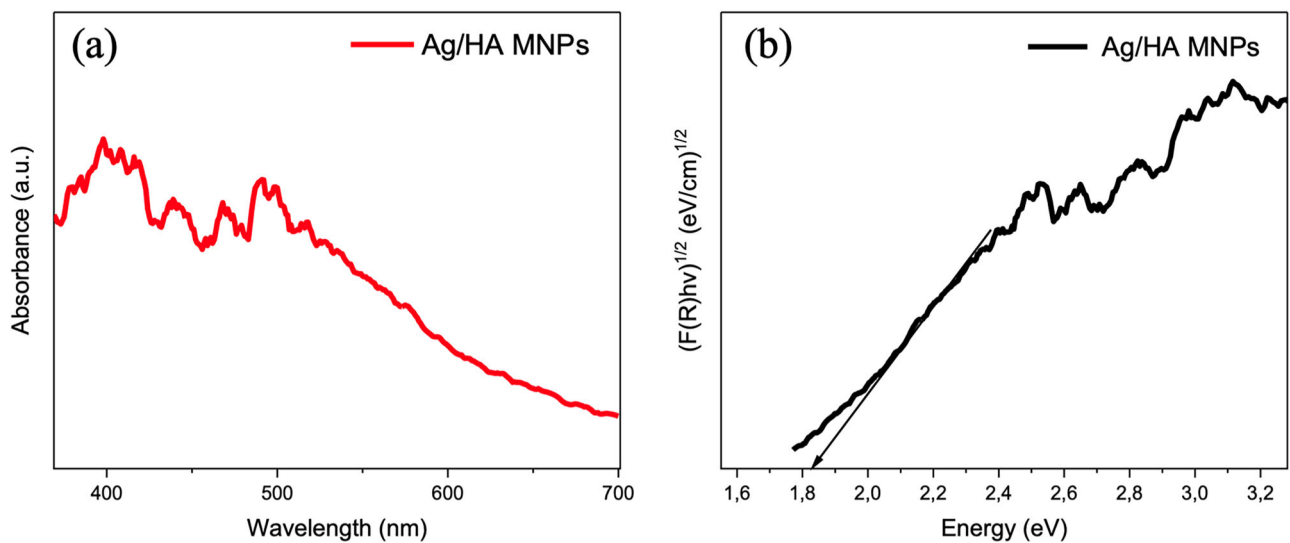 (a)
Ag/HA MNPs
Absorbance (a.u.)
400 500 600 700
Wavelength (nm)
(b)
Ag/HA MNPs
(F(R)hv)^1/2 (eV/cm)^1/2
1,6 1,8 2,0 2,2 2,4 2,6 2,8 3,0 3,2
Energy (eV)